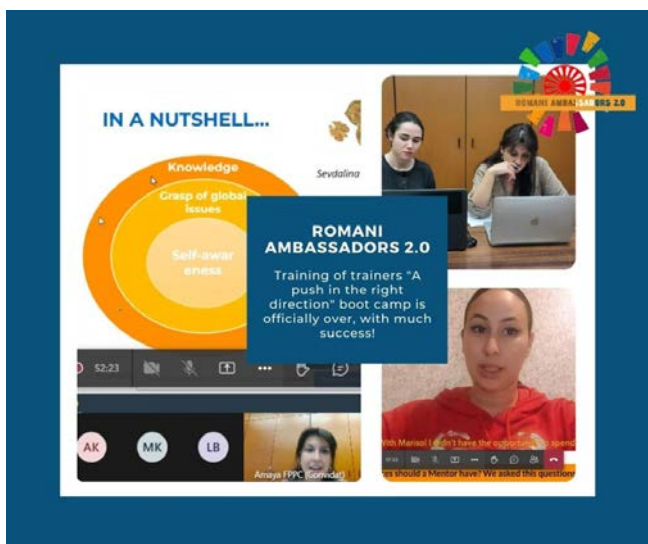 ROMANI AMBASSADORS 2.0
IN A NUTSHELL...
Sevdalina
Knowledge
Grasp of global
issues
Self-awar
eness
ROMANI
AMBASSADORS 2.0
Training of trainers "A
push in the right
direction" boot camp is
officially over, with much
success!
52:23
AK
MK
LB
Amaya FPPC (Convidat)
With Marisol I didn't have the opportunity to spend
res should a Mentor have? We asked this question